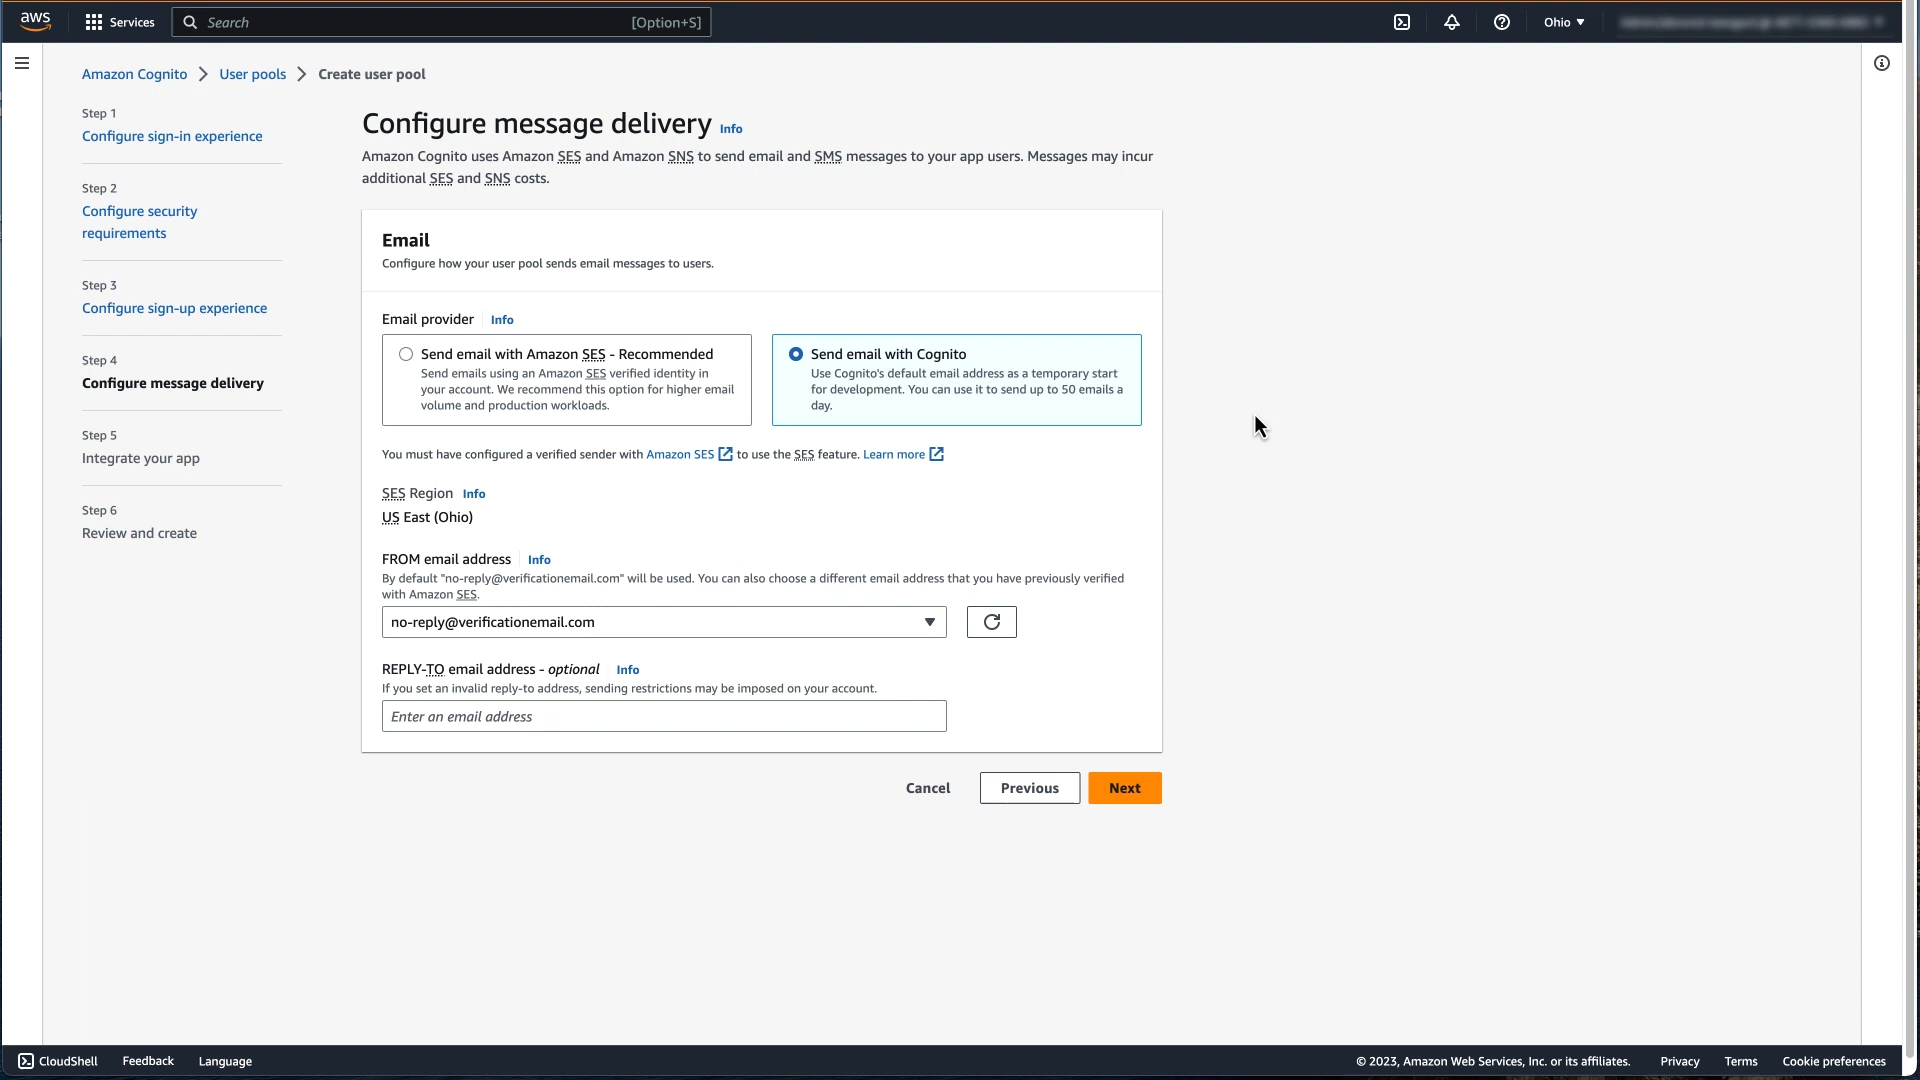 aws
Services
Search
[Option+S]
Ohio
Amazon Cognito
User pools
Create user pool
Step 1
Configure sign-in experience
Step 2
Configure security
requirements
Step 3
Configure sign-up experience
Step 4
Configure message delivery
Step 5
Integrate your app
Step 6
Review and create
Configure message delivery Info
Amazon Cognito uses Amazon SES and Amazon SNS to send email and SMS messages to your app users. Messages may incur
additional SES and SNS costs.
Email
Configure how your user pool sends email messages to users.
Email provider Info
Send email with Amazon SES - Recommended
Send emails using an Amazon SES verified identity in
your account. We recommend this option for higher email
volume and production workloads.
Send email with Cognito
Use Cognito's default email address as a temporary start
for development. You can use it to send up to 50 emails a
day.
You must have configured a verified sender with Amazon SES to use the SES feature. Learn more
SES Region Info
US East (Ohio)
FROM email address Info
By default "no-reply@verificationemail.com" will be used. You can also choose a different email address that you have previously verified
with Amazon SES.
no-reply@verificationemail.com
REPLY-TO email address - optional Info
If you set an invalid reply-to address, sending restrictions may be imposed on your account.
Enter an email address
Cancel
Previous
Next
CloudShell
Feedback
Language
© 2023, Amazon Web Services, Inc. or its affiliates.
Privacy
Terms
Cookie preferences